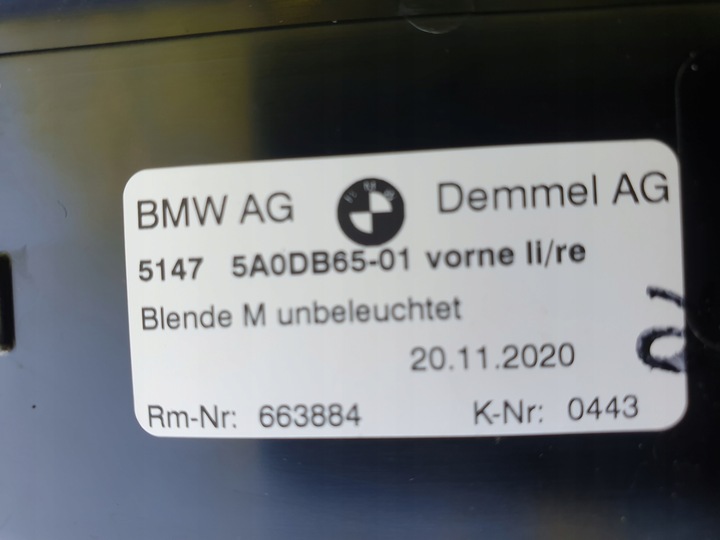 BMW AG BMW Demmel AG
5147 5A0DB65-01 vorne li/re
Blende M unbeleuchtet
20.11.2020
Rm-Nr: 663884 K-Nr: 0443